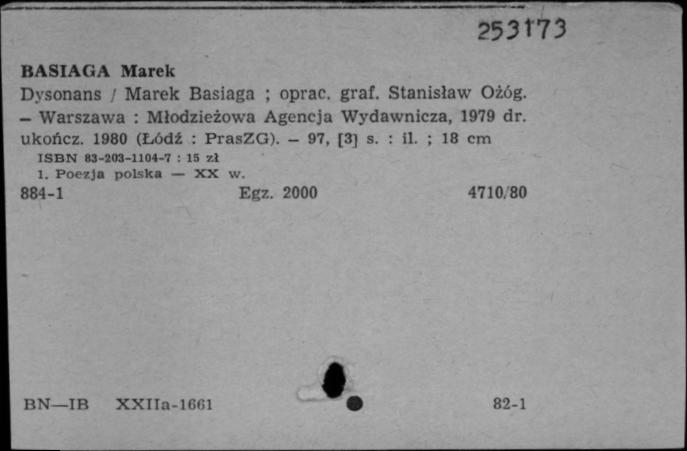 253173
BASIAGA Marek
Dysonans / Marek Basiaga ; oprac. graf. Stanisław Ożóg.
— Warszawa : Młodzieżowa Agencja Wydawnicza, 1979 dr.
ukończ. 1980 (Łódź : PrasZG). — 97, [3] s. : il. ; 18 cm
ISBN 83-203-1104-7 : 15 zł
1. Poezja polska — XX w.
884-1 Egz. 2000 4710/80
BN—IB XXIIa-1661 82-1